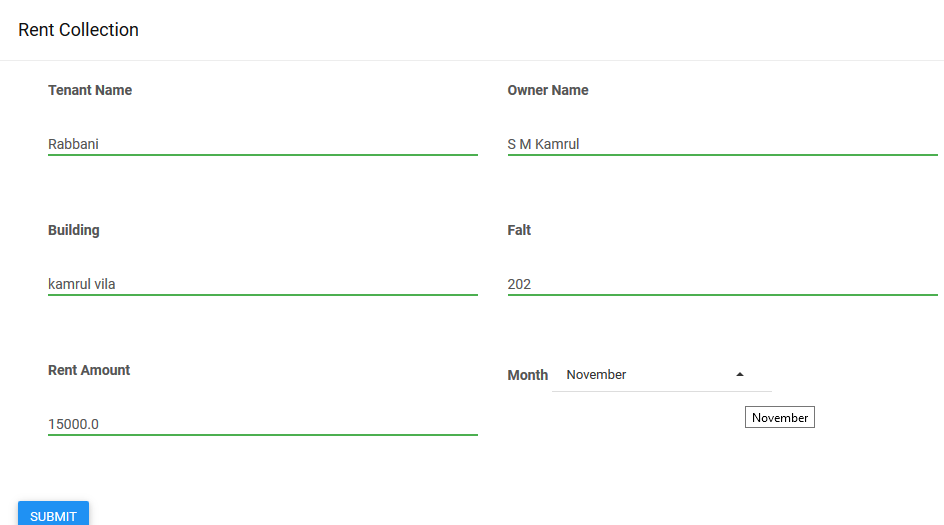 Rent Collection
Tenant Name
Owner Name
Rabbani
S M Kamrul
Building
Falt
kamrul vila
202
Rent Amount
Month November
15000.0
November
SUBMIT